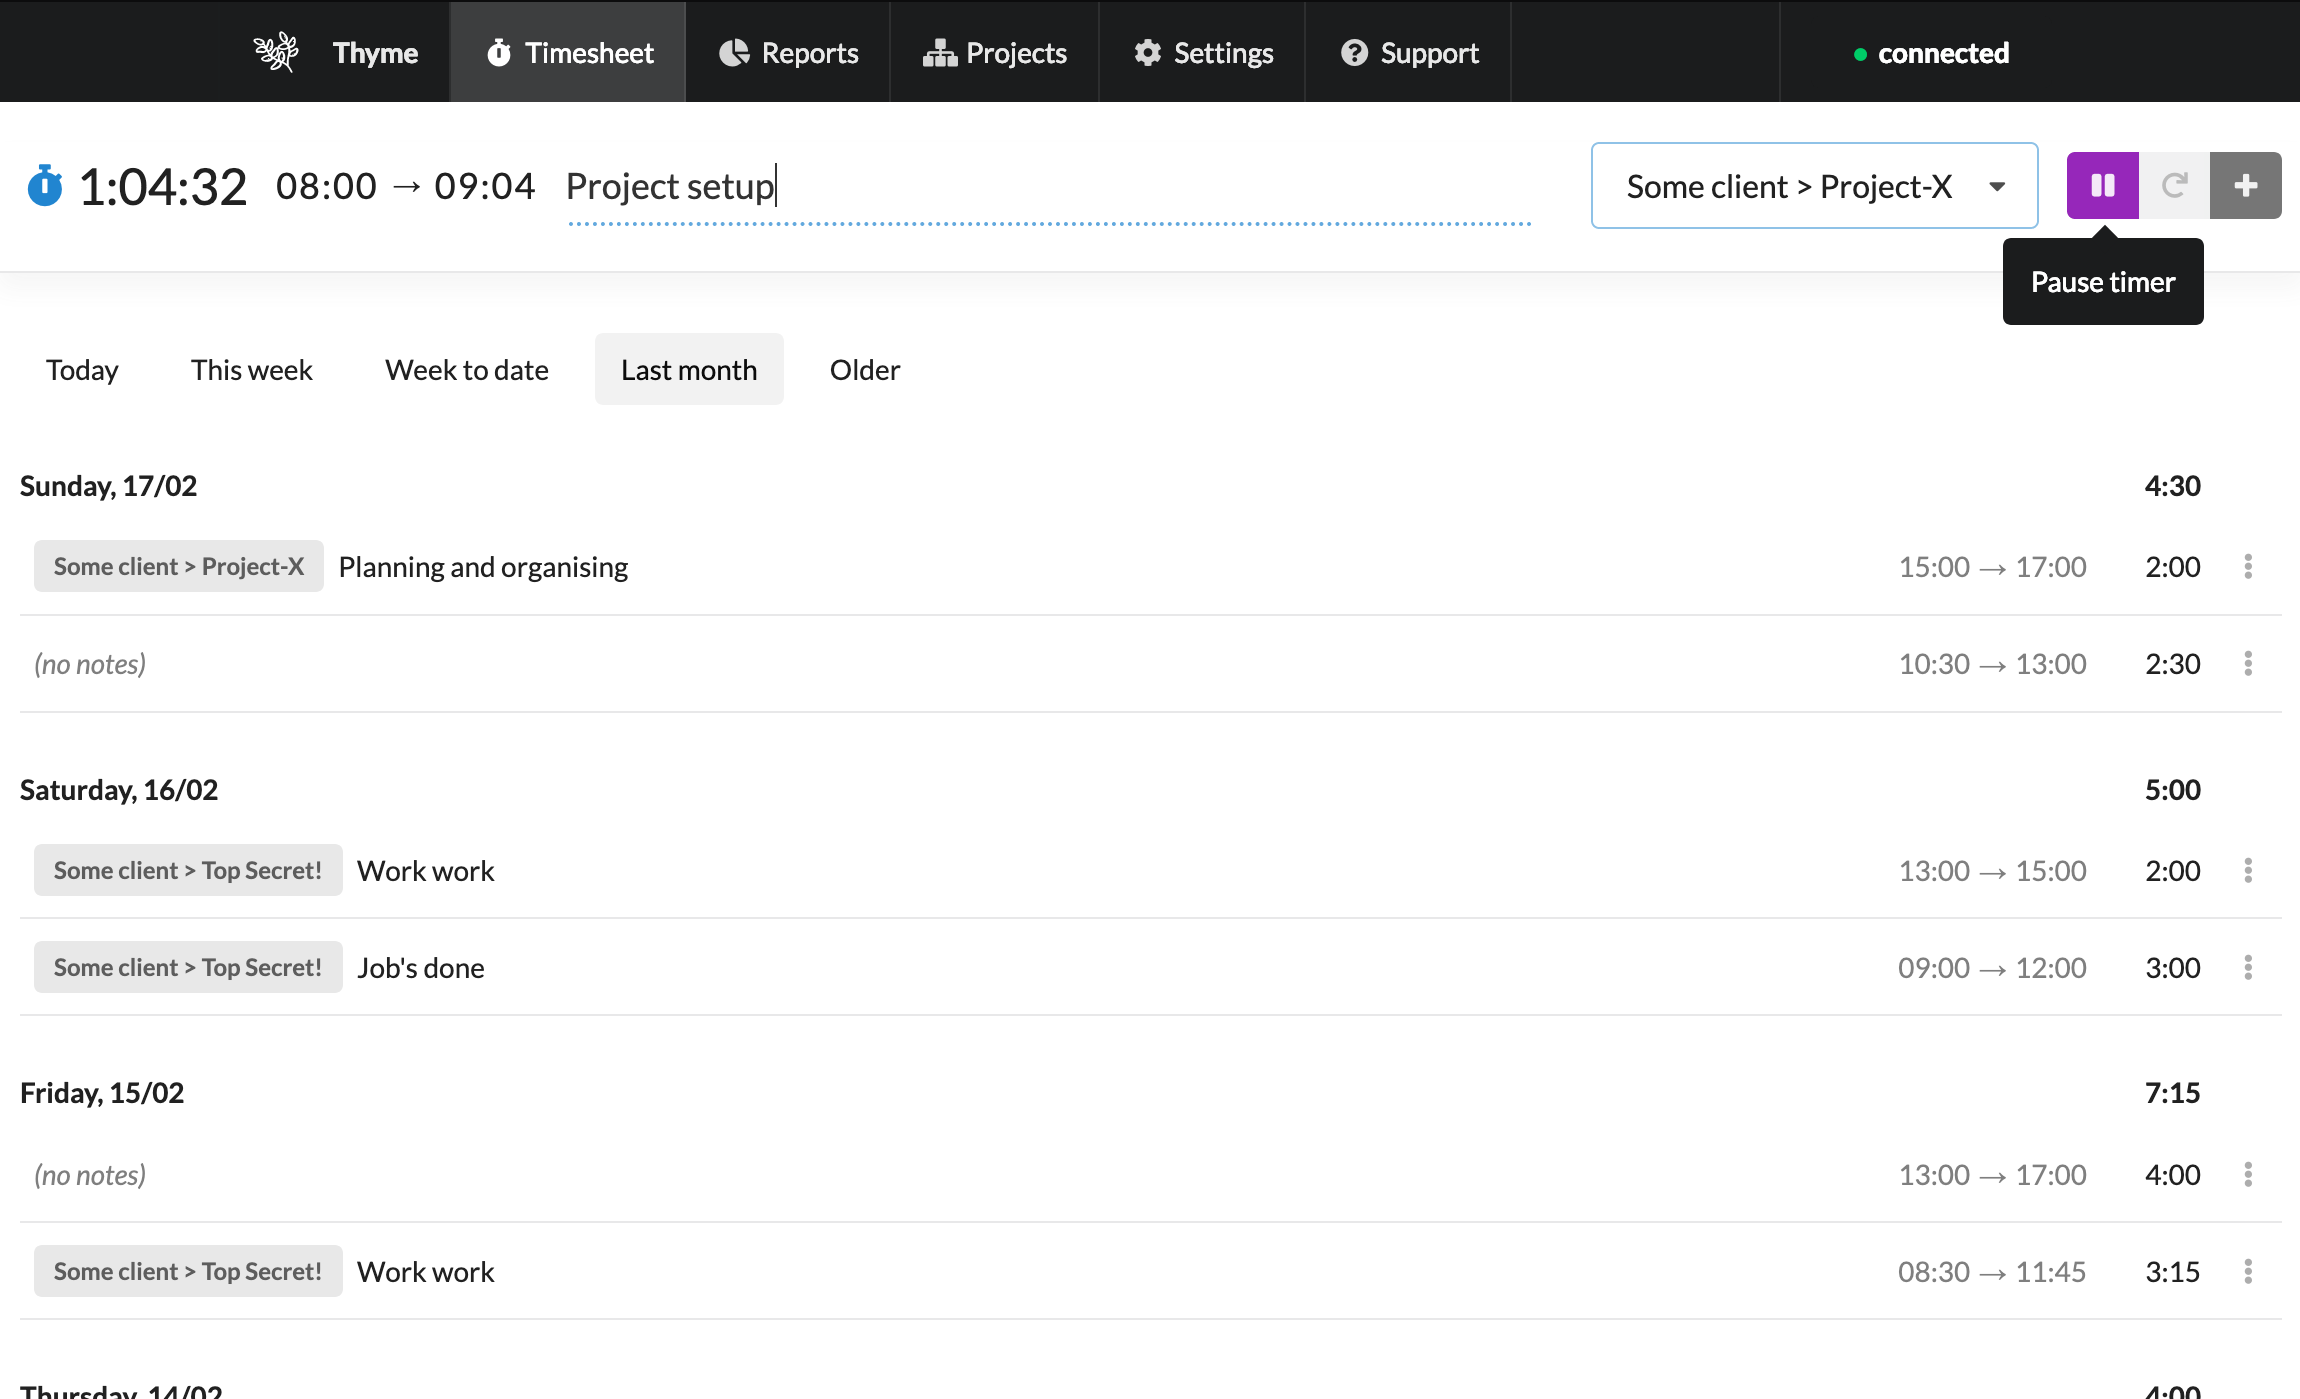 Thyme Timesheet Reports Projects Settings Support connected
1:04:32 08:00 → 09:04 Project setup Some client > Project-X
Pause timer
Today This week Week to date Last month Older
Sunday, 17/02 4:30
Some client > Project-X Planning and organising 15:00 → 17:00 2:00
(no notes) 10:30 → 13:00 2:30
Saturday, 16/02 5:00
Some client > Top Secret! Work work 13:00 → 15:00 2:00
Some client > Top Secret! Job's done 09:00 → 12:00 3:00
Friday, 15/02 7:15
(no notes) 13:00 → 17:00 4:00
Some client > Top Secret! Work work 08:30 → 11:45 3:15
Thursday, 14/02 4:00